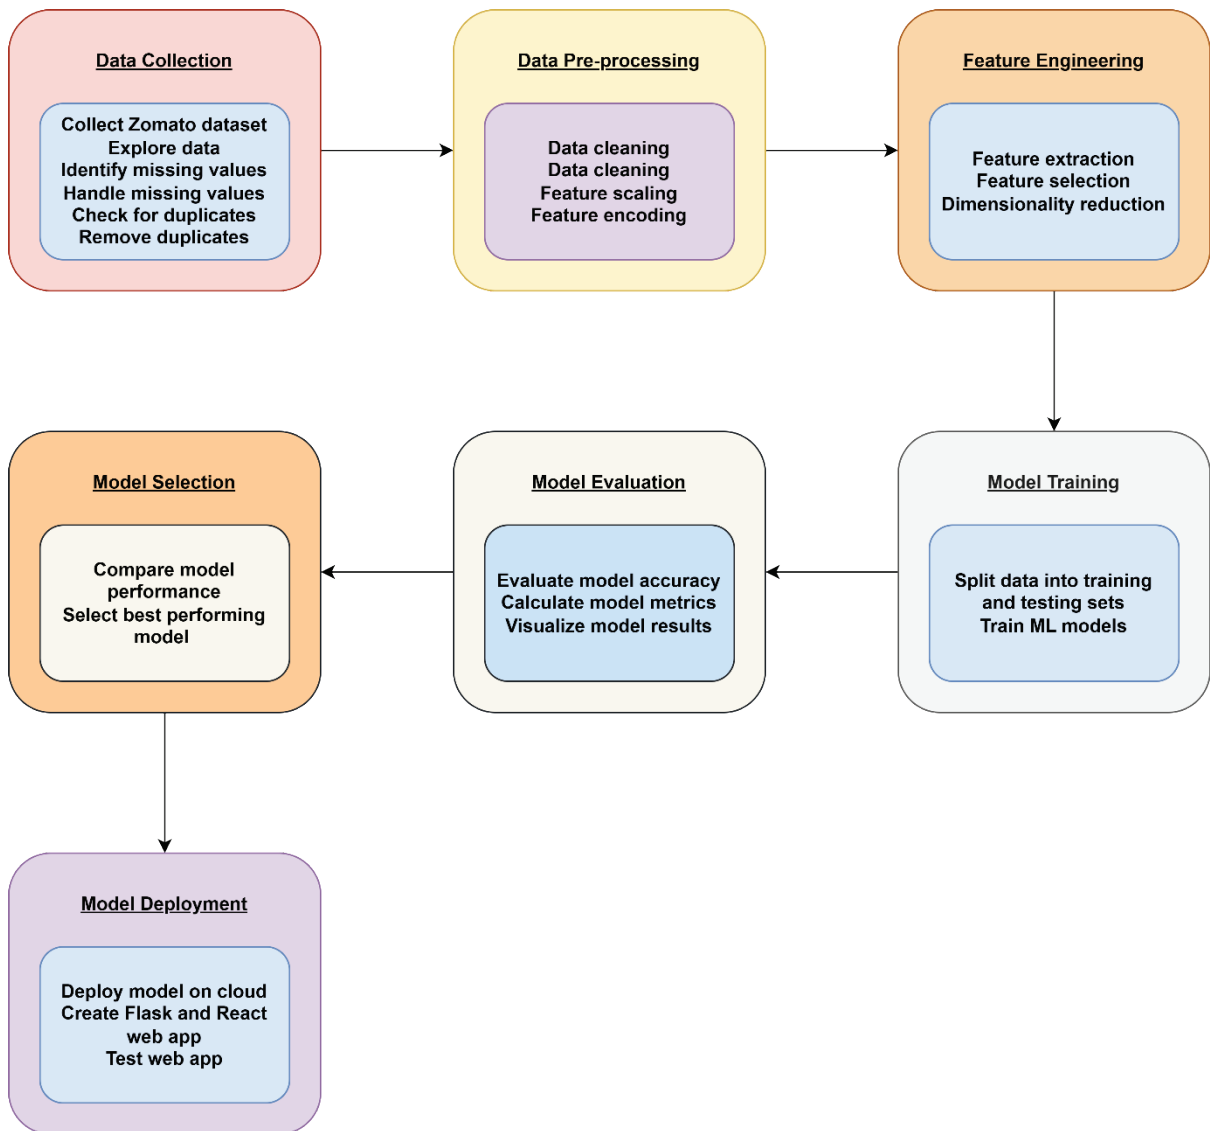 Data Collection
Collect Zomato dataset
Explore data
Identify missing values
Handle missing values
Check for duplicates
Remove duplicates
Data Pre-processing
Data cleaning
Data cleaning
Feature scaling
Feature encoding
Feature Engineering
Feature extraction
Feature selection
Dimensionality reduction
Model Training
Split data into training
and testing sets
Train ML models
Model Evaluation
Evaluate model accuracy
Calculate model metrics
Visualize model results
Model Selection
Compare model
performance
Select best performing
model
Model Deployment
Deploy model on cloud
Create Flask and React
web app
Test web app